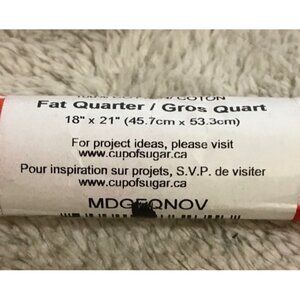 COTON
Fat Quarter / Gros Quart
18" x 21" (45.7cm x 53.3cm)
For project ideas, please visit
www.cupofsugar.ca
Pour inspiration sur projets, S.V.P. de visiter
www.cupofsugar.ca